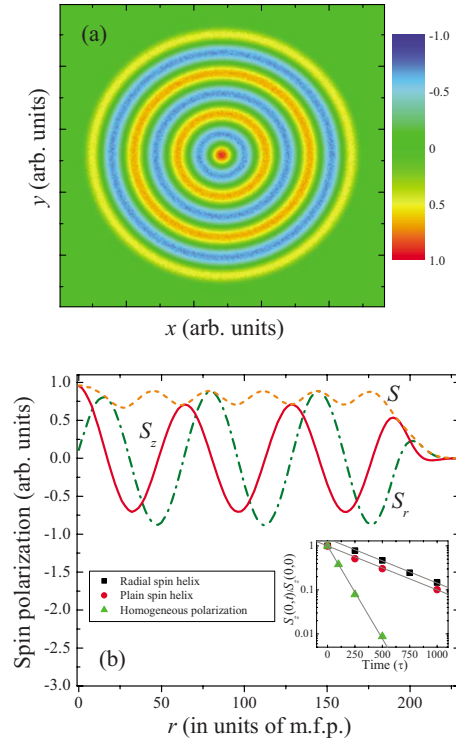 (a)
-1.0
-0.5
0
0.5
1.0
y (arb. units)
x (arb. units)
Spin polarization (arb. units)
1.0
0.5
0.0
-0.5
-1.0
-1.5
-2.0
-2.5
-3.0
S
S_z
S_r
Radial spin helix
Plain spin helix
Homogeneous polarization
(b)
S_z(0,t)/S_z(0,0)
1
0.1
0.01
0 250 500 750 1000
Time (τ)
0 50 100 150 200
r (in units of m.f.p.)